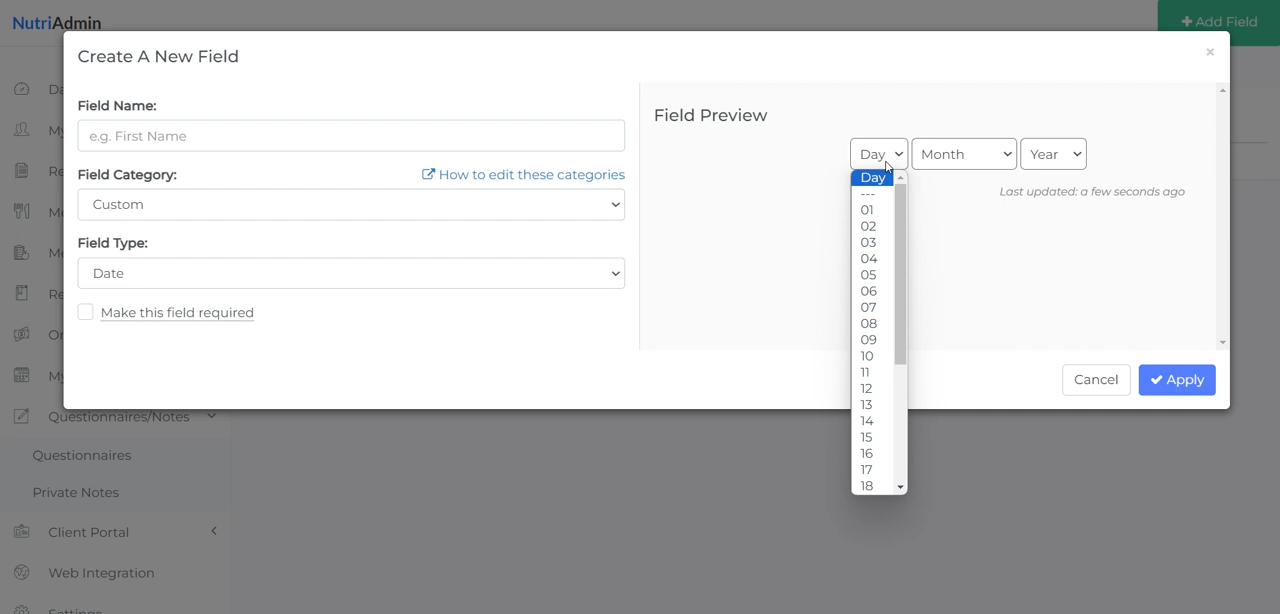 NutriAdmin
Add Field
Create A New Field
×
Field Name:
e.g. First Name
Field Category:
How to edit these categories
Custom
Field Type:
Date
Make this field required
Field Preview
Day
Month
Year
Last updated: a few seconds ago
Day
---
01
02
03
04
05
06
07
08
09
10
11
12
13
14
15
16
17
18
Cancel
Apply
Da
My
Re
Me
Me
Re
On
My
Questionnaires/Notes
Questionnaires
Private Notes
Client Portal
Web Integration
Settings